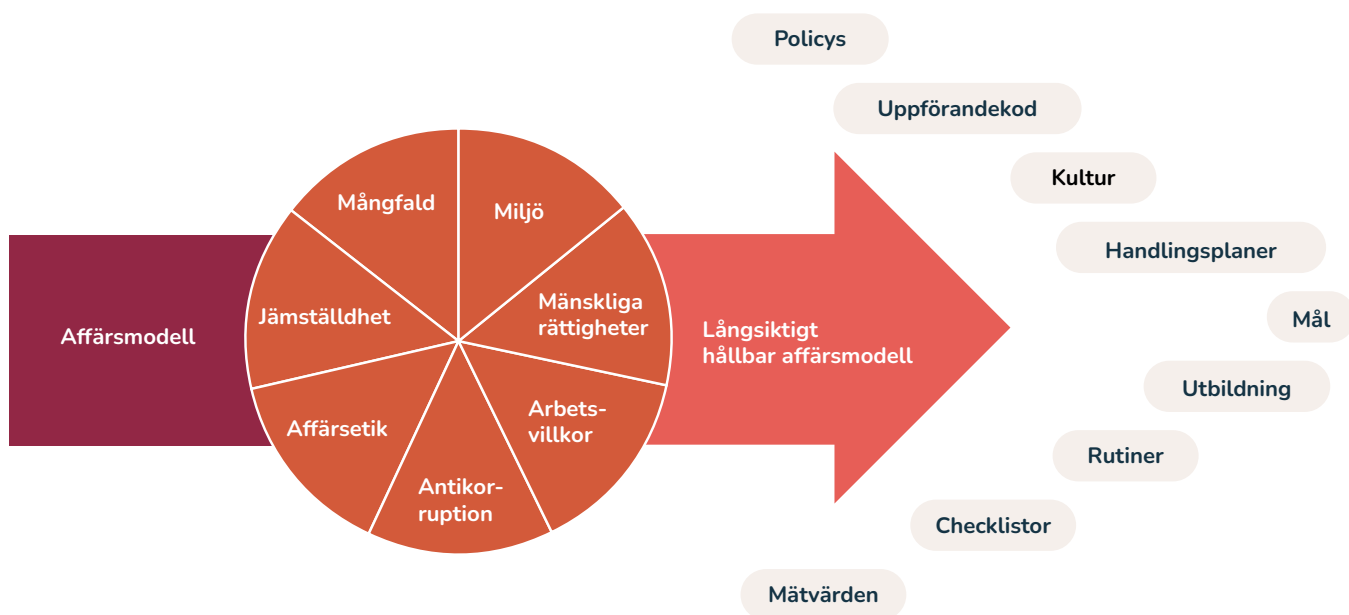 Policys
Uppförandekod
Kultur
Handlingsplaner
Mål
Utbildning
Rutiner
Checklistor
Mätvärden
Affärsmodell
Mångfald
Miljö
Jämställdhet
Mänskliga
rättigheter
Affärsetik
Arbets-
villkor
Antikor-
ruption
Långsiktigt
hållbar affärsmodell